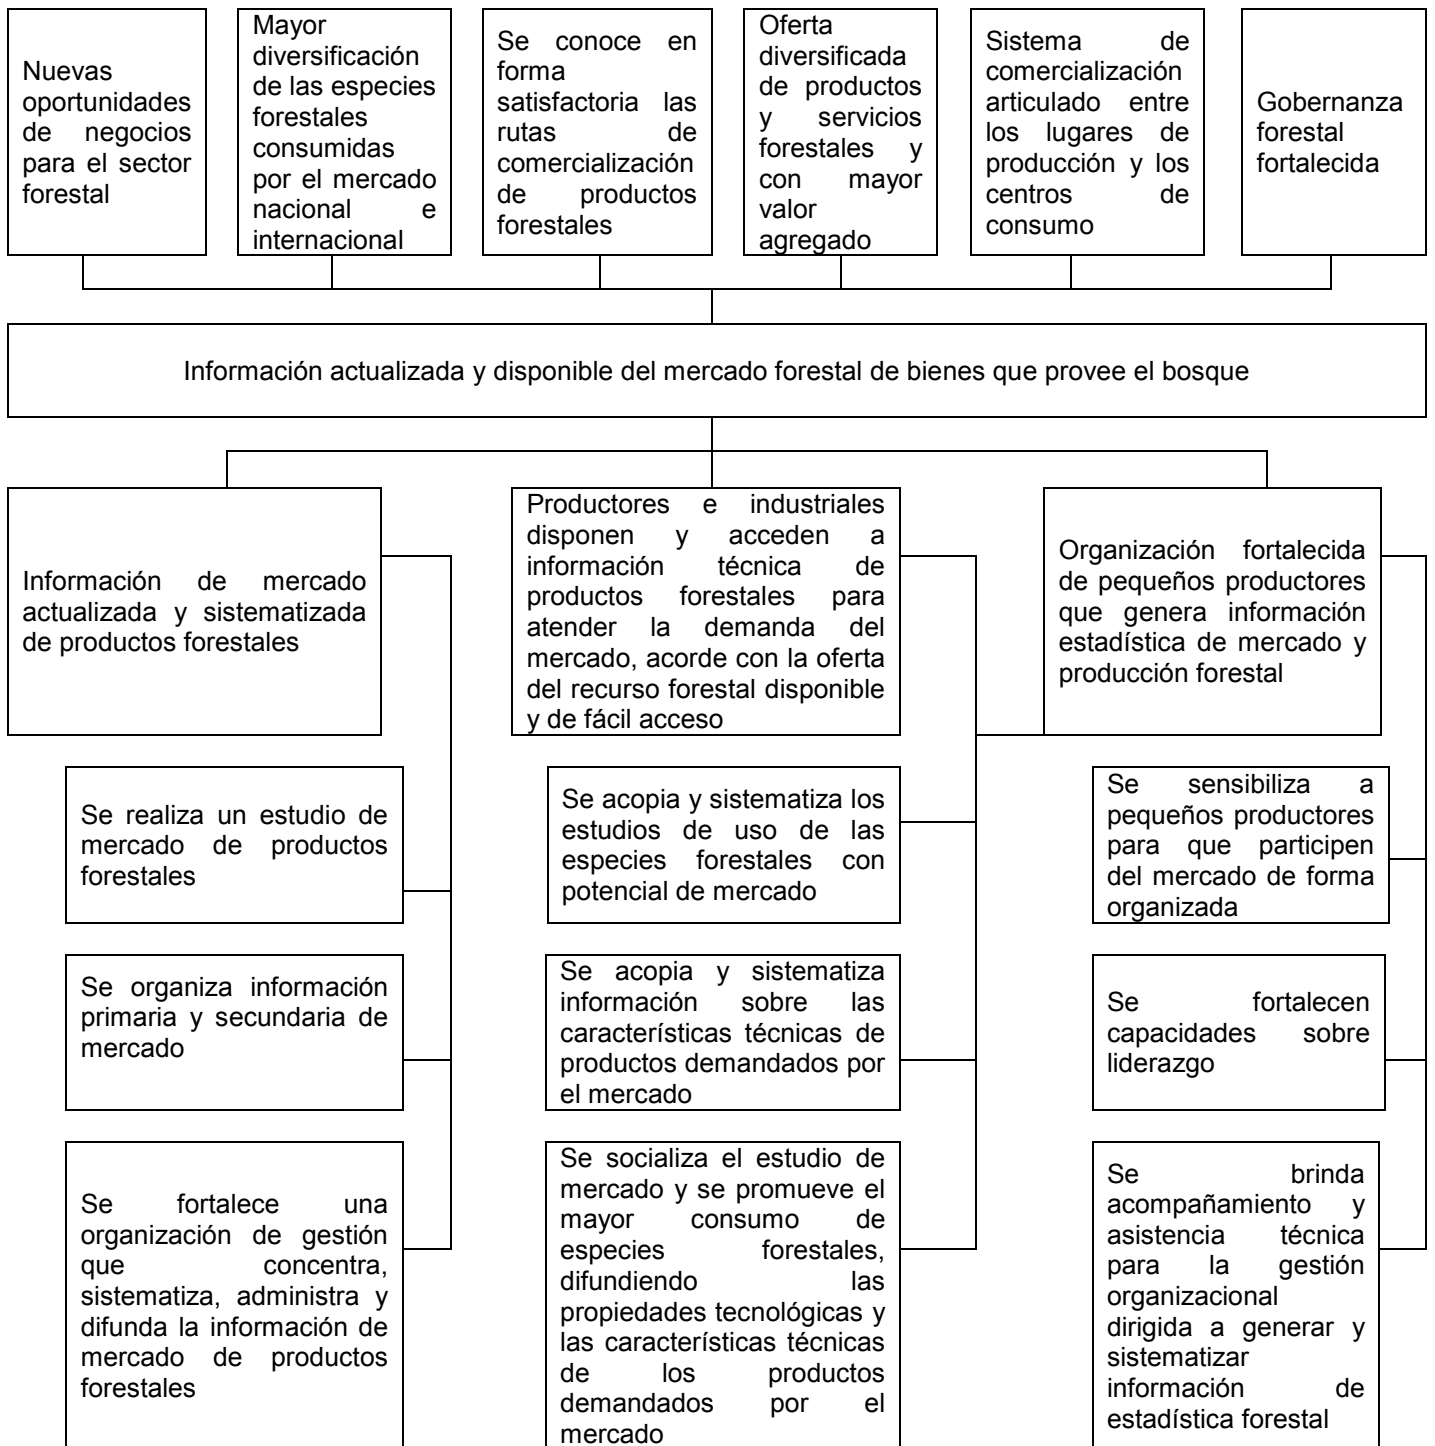 Nuevas
oportunidades
de negocios
para el sector
forestal
Mayor
diversificación
de las especies
forestales
consumidas
por el mercado
nacional e
internacional
Se conoce en
forma
satisfactoria las
rutas de
comercialización
de productos
forestales
Oferta
diversificada
de productos
y servicios
forestales y
con mayor
valor
agregado
Sistema de
comercialización
articulado entre
los lugares de
producción y los
centros de
consumo
Gobernanza
forestal
fortalecida
Información actualizada y disponible del mercado forestal de bienes que provee el bosque
Información de mercado
actualizada y sistematizada
de productos forestales
Productores e industriales
disponen y acceden a
información técnica de
productos forestales para
atender la demanda del
mercado, acorde con la oferta
del recurso forestal disponible
y de fácil acceso
Organización fortalecida
de pequeños productores
que genera información
estadística de mercado y
producción forestal
Se realiza un estudio de
mercado de productos
forestales
Se acopia y sistematiza los
estudios de uso de las
especies forestales con
potencial de mercado
Se sensibiliza a
pequeños productores
para que participen
del mercado de forma
organizada
Se organiza información
primaria y secundaria de
mercado
Se acopia y sistematiza
información sobre las
características técnicas de
productos demandados por
el mercado
Se fortalecen
capacidades sobre
liderazgo
Se fortalece una
organización de gestión
que concentra,
sistematiza, administra y
difunda la información de
mercado de productos
forestales
Se socializa el estudio de
mercado y se promueve el
mayor consumo de
especies forestales,
difundiendo las
propiedades tecnológicas y
las características técnicas
de los productos
demandados por el
mercado
Se brinda
acompañamiento y
asistencia técnica
para la gestión
organizacional
dirigida a generar y
sistematizar
información de
estadística forestal